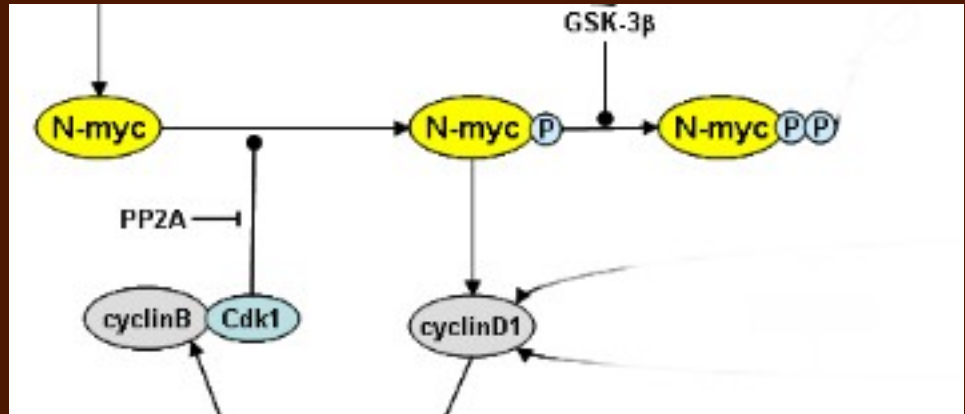 GSK-3β
N-myc
N-myc P
N-myc P P
PP2A
cyclinB Cdk1
cyclinD1